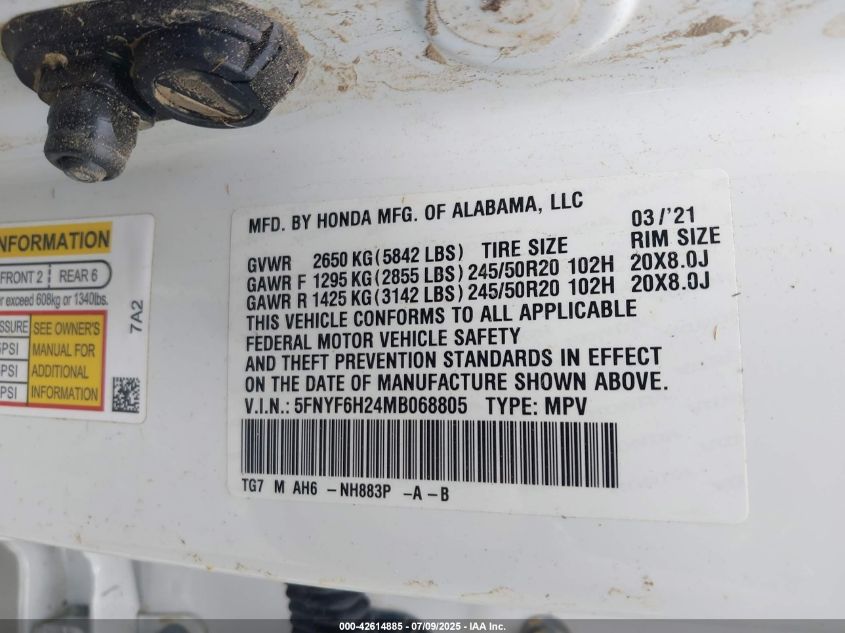 MFD. BY HONDA MFG. OF ALABAMA, LLC 03/'21
GVWR 2650 KG(5842 LBS) TIRE SIZE RIM SIZE
GAWR F 1295 KG(2855 LBS) 245/50R20 102H 20X8.0J
GAWR R 1425 KG(3142 LBS) 245/50R20 102H 20X8.0J
THIS VEHICLE CONFORMS TO ALL APPLICABLE
FEDERAL MOTOR VEHICLE SAFETY
AND THEFT PREVENTION STANDARDS IN EFFECT
ON THE DATE OF MANUFACTURE SHOWN ABOVE.
V.I.N.: 5FNYF6H24MB068805 TYPE: MPV
TG7 M AH6 -NH883P -A-B
NFORMATION
FRONT 2 REAR 6
exceed 608kg or 1340lbs.
SEE OWNER'S
MANUAL FOR
ADDITIONAL
INFORMATION
PSI
PSI
PSI
7A2
000-42614885 - 07/09/2025 - IAA Inc.